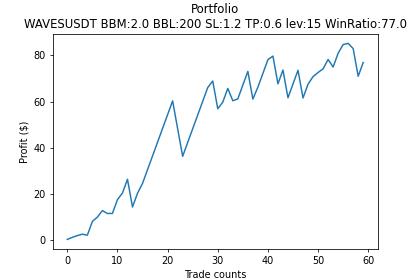 Portfolio
WAVESUSDT BBM:2.0 BBL:200 SL:1.2 TP:0.6 lev:15 WinRatio:77.0
80
60
40
20
0
Profit ($)
0 10 20 30 40 50 60
Trade counts